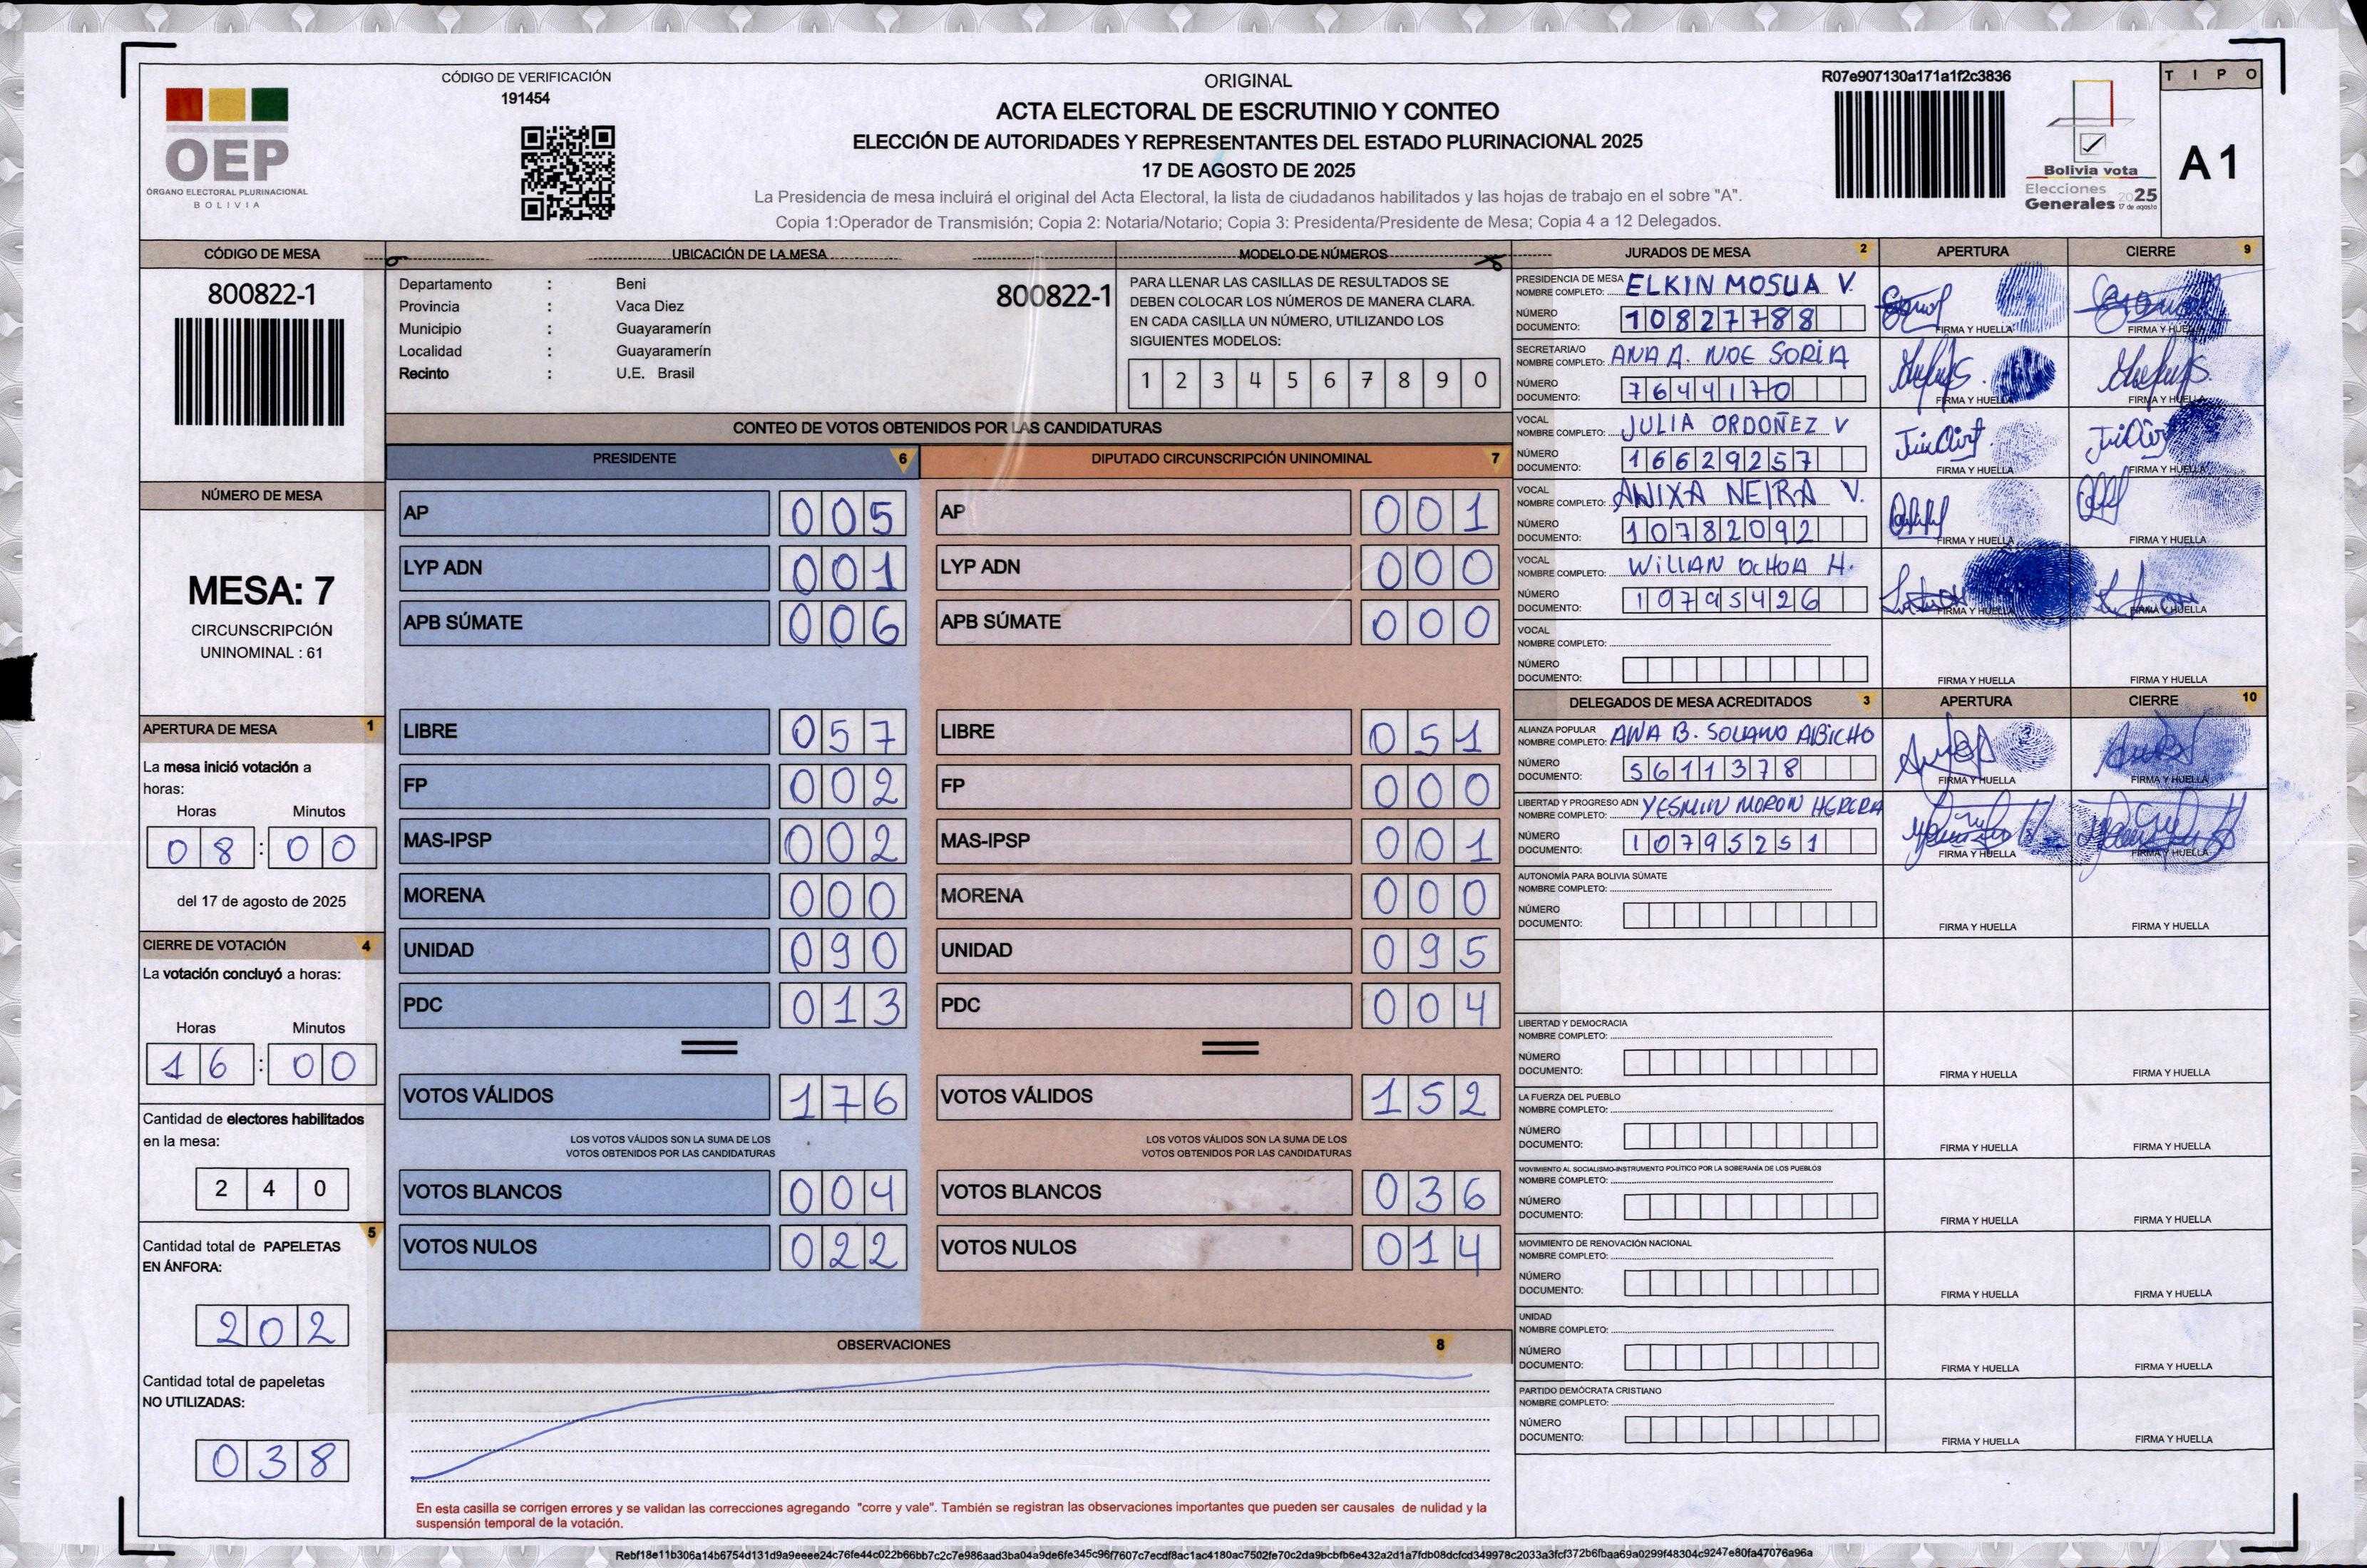 CÓDIGO DE VERIFICACIÓN
191454
OEP
ÓRGANO ELECTORAL PLURINACIONAL
BOLIVIA
ORIGINAL
ACTA ELECTORAL DE ESCRUTINIO Y CONTEO
ELECCIÓN DE AUTORIDADES Y REPRESENTANTES DEL ESTADO PLURINACIONAL 2025
17 DE AGOSTO DE 2025
La Presidencia de mesa incluirá el original del Acta Electoral, la lista de ciudadanos habilitados y las hojas de trabajo en el sobre "A".
Copia 1:Operador de Transmisión; Copia 2: Notaria/Notario; Copia 3: Presidenta/Presidente de Mesa; Copia 4 a 12 Delegados.
R07e907130a171a1f2c3836
Bolivia vota
Elecciones 2025
Generales 17 de agosto
TIPO
A1
CÓDIGO DE MESA
800822-1
NÚMERO DE MESA
MESA: 7
CIRCUNSCRIPCIÓN
UNINOMINAL : 61
APERTURA DE MESA 1
La mesa inició votación a
horas:
Horas Minutos
08 : 00
del 17 de agosto de 2025
CIERRE DE VOTACIÓN 4
La votación concluyó a horas:
Horas Minutos
16 : 00
Cantidad de electores habilitados
en la mesa:
240
5
Cantidad total de PAPELETAS
EN ÁNFORA:
202
Cantidad total de papeletas
NO UTILIZADAS:
038
UBICACIÓN DE LA MESA
Departamento : Beni
800822-1
Provincia : Vaca Diez
Municipio : Guayaramerín
Localidad : Guayaramerín
Recinto : U.E. Brasil
MODELO DE NÚMEROS
PARA LLENAR LAS CASILLAS DE RESULTADOS SE
DEBEN COLOCAR LOS NÚMEROS DE MANERA CLARA.
EN CADA CASILLA UN NÚMERO, UTILIZANDO LOS
SIGUIENTES MODELOS:
1 2 3 4 5 6 7 8 9 0
CONTEO DE VOTOS OBTENIDOS POR LAS CANDIDATURAS
PRESIDENTE 6
DIPUTADO CIRCUNSCRIPCIÓN UNINOMINAL 7
AP 005 AP 001
LYP ADN 001 LYP ADN 000
APB SÚMATE 006 APB SÚMATE 000
LIBRE 057 LIBRE 051
FP 002 FP 000
MAS-IPSP 002 MAS-IPSP 001
MORENA 000 MORENA 000
UNIDAD 090 UNIDAD 095
PDC 013 PDC 004
VOTOS VÁLIDOS 176 VOTOS VÁLIDOS 152
LOS VOTOS VÁLIDOS SON LA SUMA DE LOS LOS VOTOS VÁLIDOS SON LA SUMA DE LOS
VOTOS OBTENIDOS POR LAS CANDIDATURAS VOTOS OBTENIDOS POR LAS CANDIDATURAS
VOTOS BLANCOS 004 VOTOS BLANCOS 036
VOTOS NULOS 022 VOTOS NULOS 014
OBSERVACIONES 8
En esta casilla se corrigen errores y se validan las correcciones agregando "corre y vale". También se registran las observaciones importantes que pueden ser causales de nulidad y la
suspensión temporal de la votación.
JURADOS DE MESA 2 APERTURA CIERRE 9
PRESIDENCIA DE MESA
NOMBRE COMPLETO: ELKIN MOSUA V.
NÚMERO
DOCUMENTO: 10827788 FIRMA Y HUELLA FIRMA Y HUELLA
SECRETARIA/O
NOMBRE COMPLETO: ANA A. NOE SORIA
NÚMERO
DOCUMENTO: 7644170 FIRMA Y HUELLA FIRMA Y HUELLA
VOCAL
NOMBRE COMPLETO: JULIA ORDOÑEZ V
NÚMERO
DOCUMENTO: 16629257 FIRMA Y HUELLA FIRMA Y HUELLA
VOCAL
NOMBRE COMPLETO: ANIXA NEIRA V.
NÚMERO
DOCUMENTO: 10782092 FIRMA Y HUELLA FIRMA Y HUELLA
VOCAL
NOMBRE COMPLETO: WILLIAN OCHOA H.
NÚMERO
DOCUMENTO: 10795426 FIRMA Y HUELLA FIRMA Y HUELLA
VOCAL
NOMBRE COMPLETO:
NÚMERO
DOCUMENTO: FIRMA Y HUELLA FIRMA Y HUELLA
DELEGADOS DE MESA ACREDITADOS 3 APERTURA CIERRE 10
ALIANZA POPULAR
NOMBRE COMPLETO: ANA B. SOLANO ABICHO
NÚMERO
DOCUMENTO: 5611378 FIRMA Y HUELLA FIRMA Y HUELLA
LIBERTAD Y PROGRESO ADN
NOMBRE COMPLETO: YESMIN MORON HERERA
NÚMERO
DOCUMENTO: 10795251 FIRMA Y HUELLA FIRMA Y HUELLA
AUTONOMÍA PARA BOLIVIA SÚMATE
NOMBRE COMPLETO:
NÚMERO
DOCUMENTO: FIRMA Y HUELLA FIRMA Y HUELLA
LIBERTAD Y DEMOCRACIA
NOMBRE COMPLETO:
NÚMERO
DOCUMENTO: FIRMA Y HUELLA FIRMA Y HUELLA
LA FUERZA DEL PUEBLO
NOMBRE COMPLETO:
NÚMERO
DOCUMENTO: FIRMA Y HUELLA FIRMA Y HUELLA
MOVIMIENTO AL SOCIALISMO-INSTRUMENTO POLÍTICO POR LA SOBERANÍA DE LOS PUEBLOS
NOMBRE COMPLETO:
NÚMERO
DOCUMENTO: FIRMA Y HUELLA FIRMA Y HUELLA
MOVIMIENTO DE RENOVACIÓN NACIONAL
NOMBRE COMPLETO:
NÚMERO
DOCUMENTO: FIRMA Y HUELLA FIRMA Y HUELLA
UNIDAD
NOMBRE COMPLETO:
NÚMERO
DOCUMENTO: FIRMA Y HUELLA FIRMA Y HUELLA
PARTIDO DEMÓCRATA CRISTIANO
NOMBRE COMPLETO:
NÚMERO
DOCUMENTO: FIRMA Y HUELLA FIRMA Y HUELLA